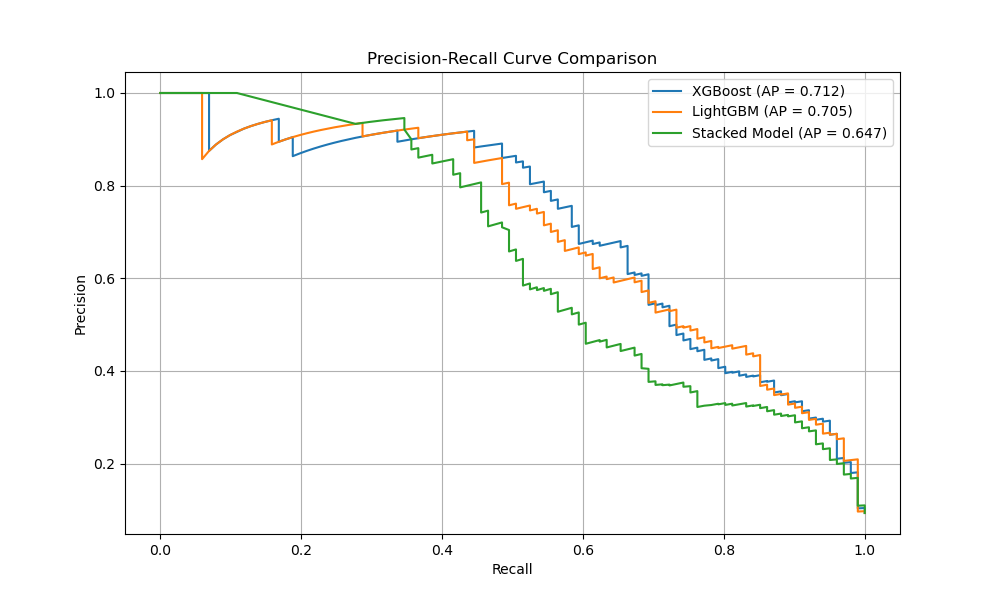 Precision-Recall Curve Comparison
XGBoost (AP = 0.712)
LightGBM (AP = 0.705)
Stacked Model (AP = 0.647)
1.0
0.8
0.6
0.4
0.2
Precision
0.0 0.2 0.4 0.6 0.8 1.0
Recall